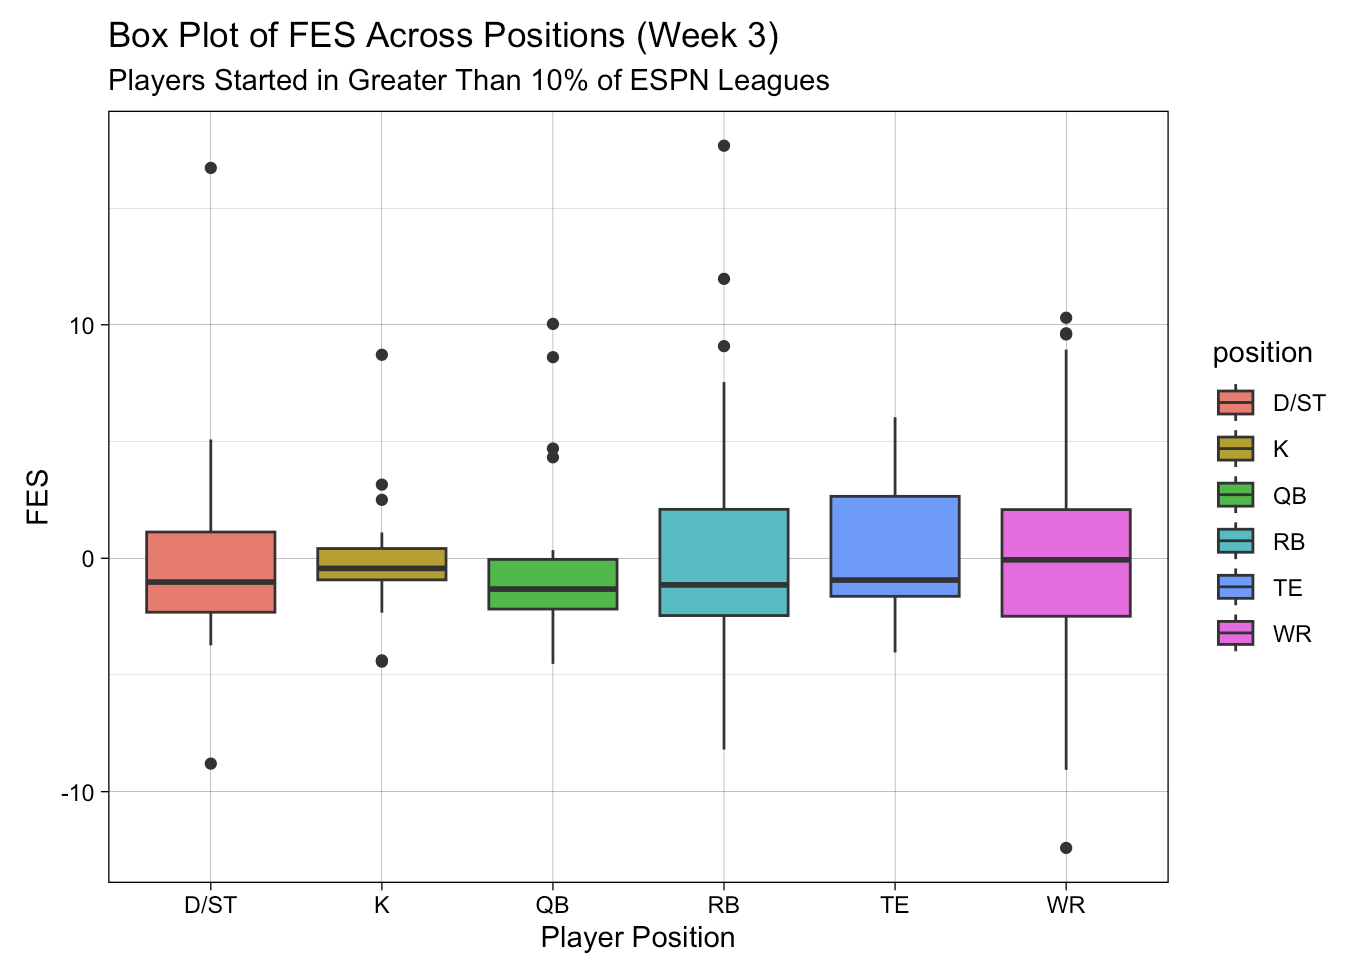 Box Plot of FES Across Positions (Week 3)
Players Started in Greater Than 10% of ESPN Leagues
FES
10
0
-10
D/ST K QB RB TE WR
Player Position
position
D/ST
K
QB
RB
TE
WR